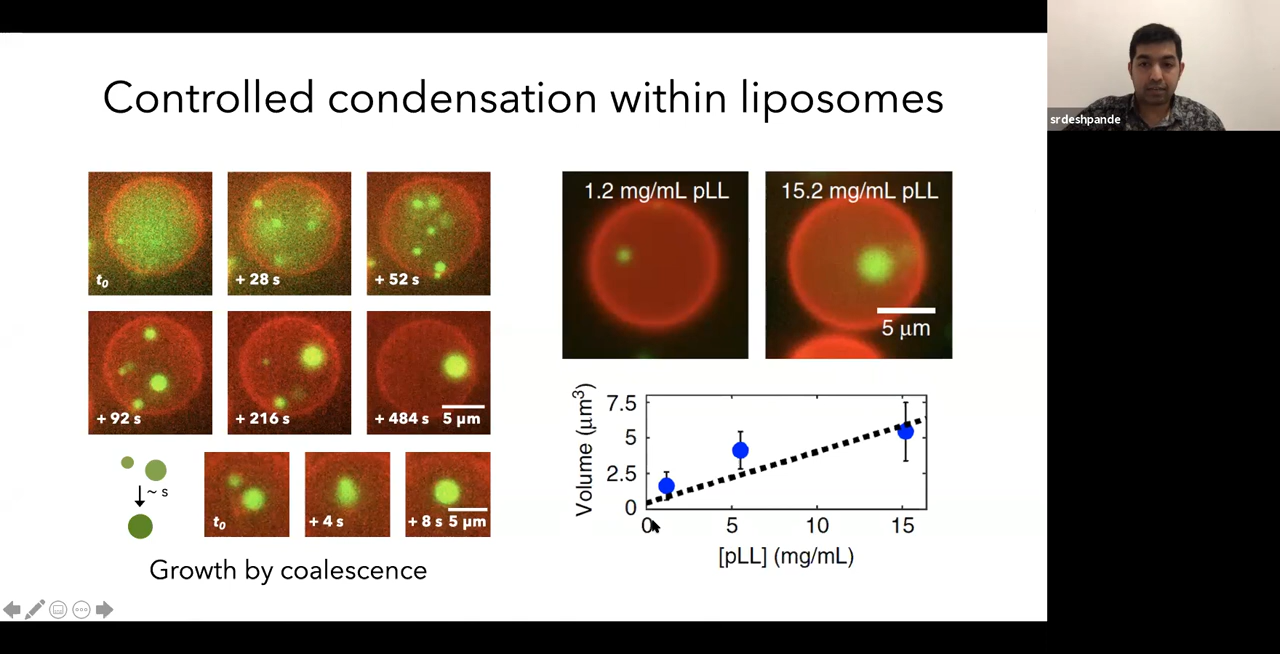 Controlled condensation within liposomes
srdeshpande
t₀
+ 28 s
+ 52 s
+ 92 s
+ 216 s
+ 484 s 5 µm
~ s
t₀
+ 4 s
+ 8 s 5 µm
Growth by coalescence
1.2 mg/mL pLL
15.2 mg/mL pLL
5 µm
Volume (µm³)
7.5
5
2.5
0
0 5 10 15
[pLL] (mg/mL)